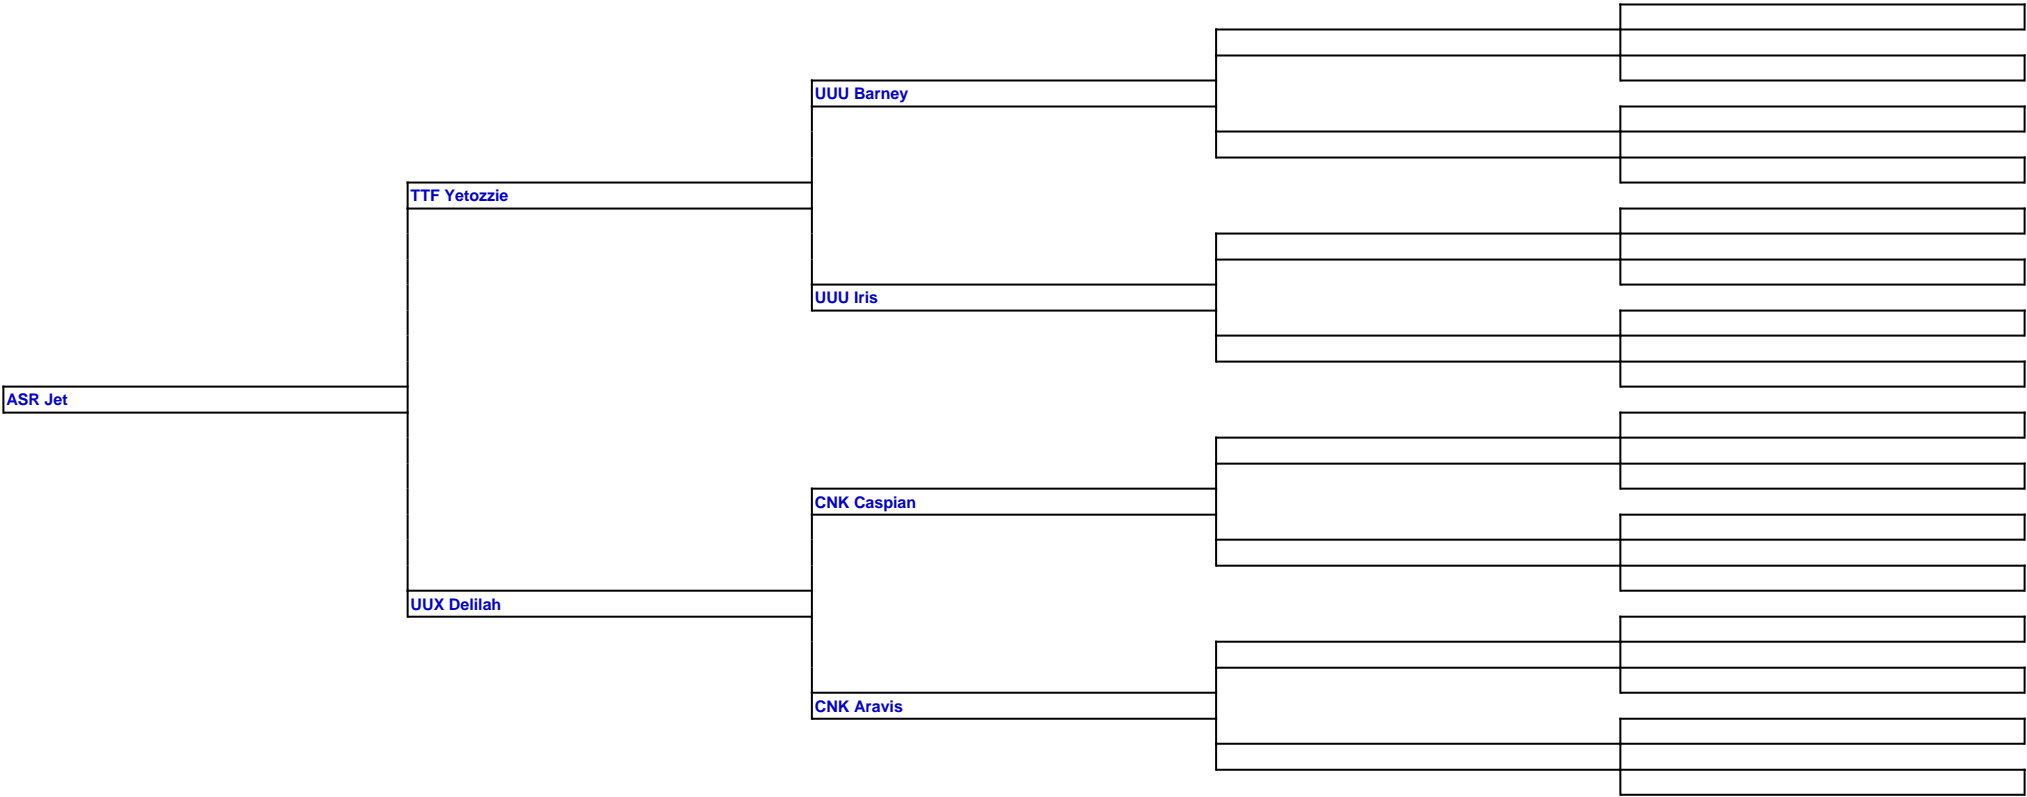 UUU Barney
TTF Yetozzie
UUU Iris
ASR Jet
CNK Caspian
UUX Delilah
CNK Aravis